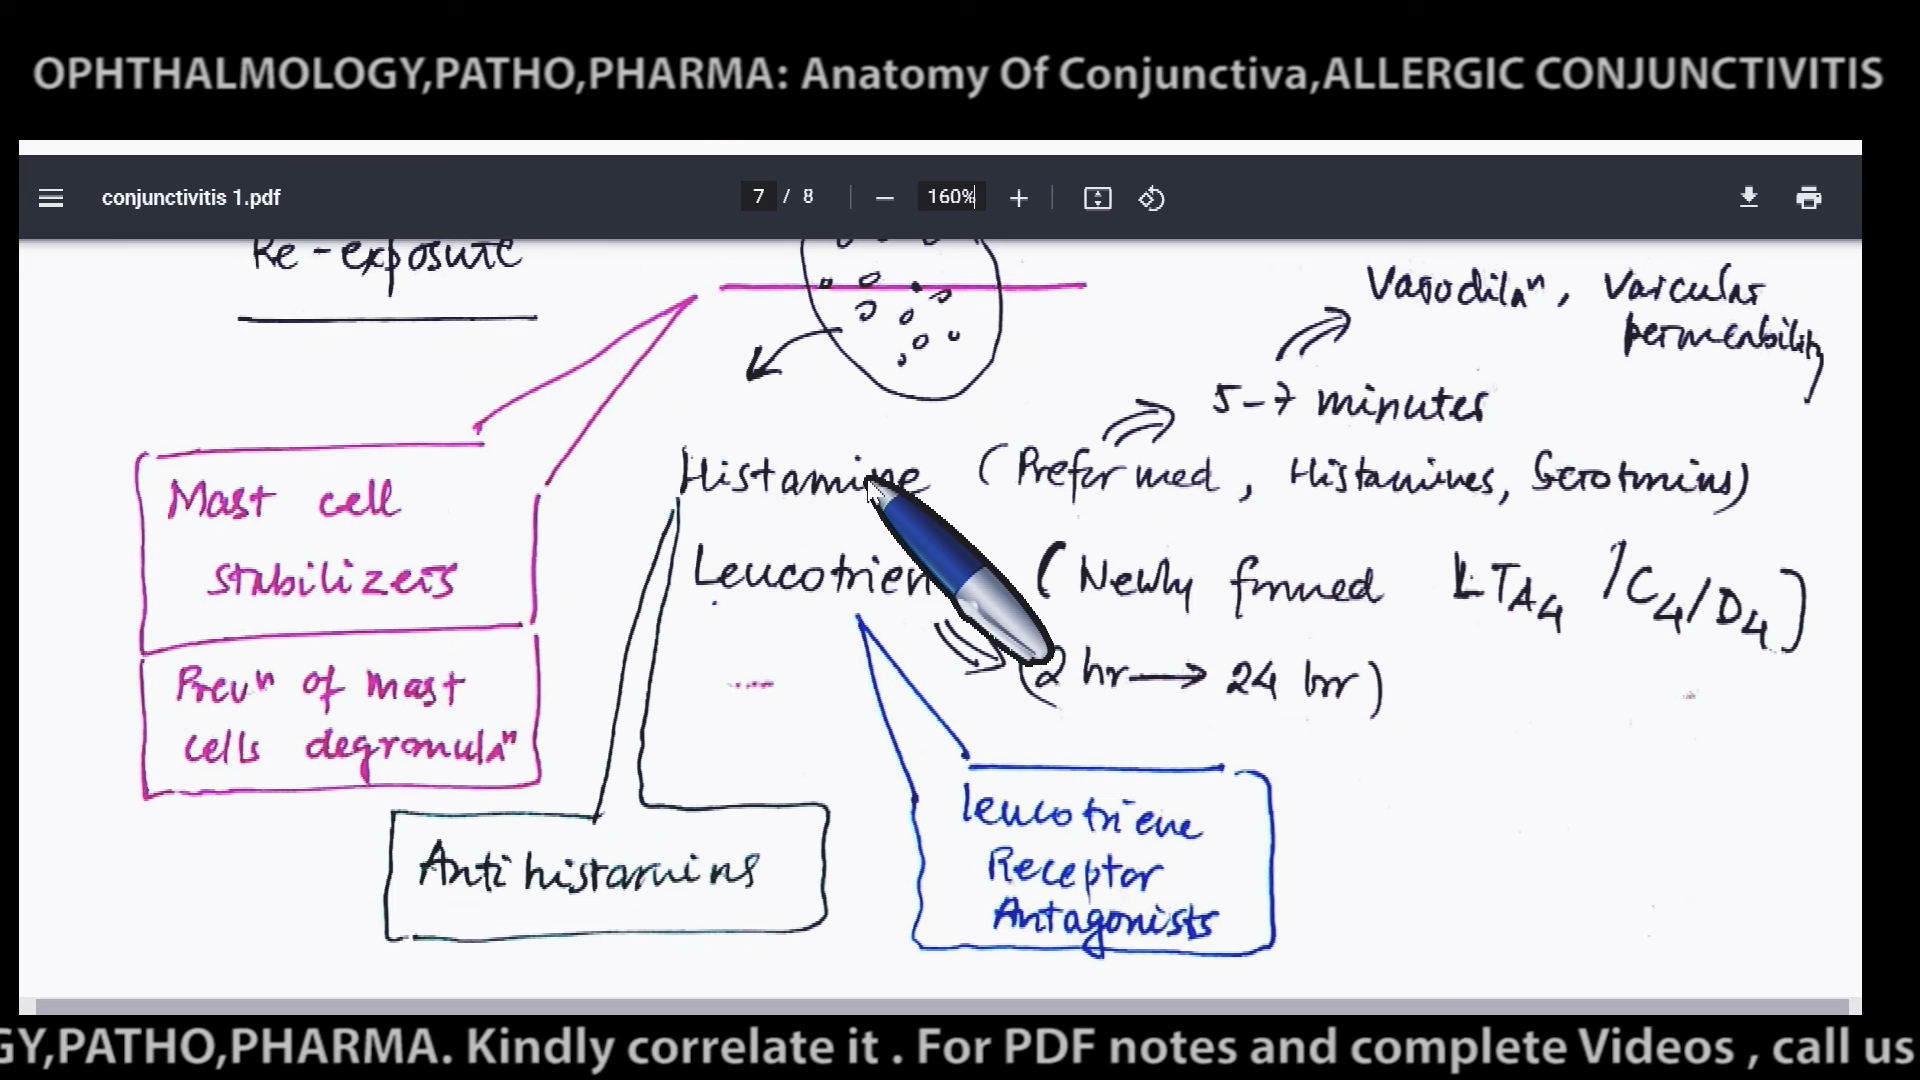 OPHTHALMOLOGY,PATHO,PHARMA: Anatomy Of Conjunctiva,ALLERGIC CONJUNCTIVITIS
conjunctivitis 1.pdf
7 / 8
160%
Re-exposure
Vasodilaⁿ, Vascular permeability
5-7 minutes
Histamine (Preformed, Histamines, Serotonins)
Leucotrien (Newly formed LTA4 /C4/D4)
(2 hr → 24 hr)
Mast cell
stabilizers
Prevⁿ of mast
cells degranulaⁿ
Antihistamins
Leucotriene
Receptor
Antagonists
GY,PATHO,PHARMA. Kindly correlate it . For PDF notes and complete Videos , call us